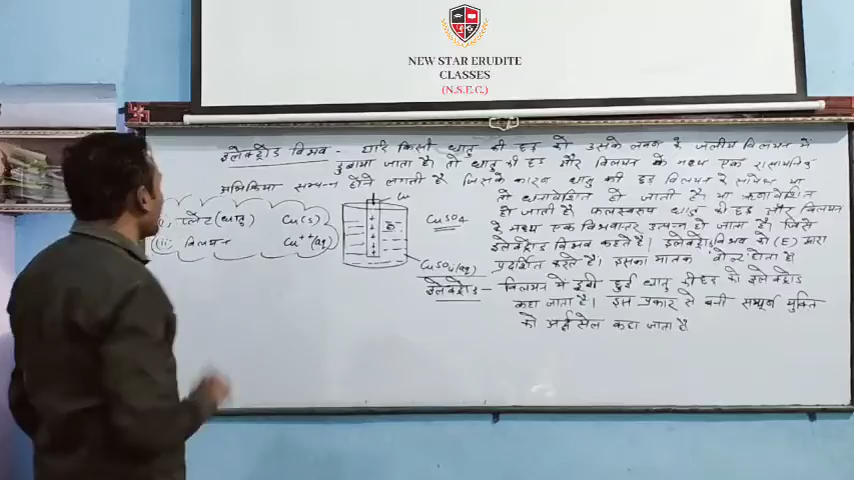 NEW STAR ERUDITE
CLASSES
(N.S.E.C.)
इलेक्ट्रोड विभव - यदि किसी धातु की छड़ को उसके लवण के जलीय विलयन में
डुबाया जाता है। तो धातु की छड़ और विलयन के मध्य एक रासायनिक
अभिक्रिया सम्पन्न होने लगती है जिसके कारण धातु की छड़ विलयन के सापेक्ष या
तो धनावेशित हो जाती है। या ऋणावेशित
हो जाती है। फलस्वरूप धातु की छड़ और विलयन
के मध्य एक विभवान्तर उत्पन्न हो जाता है। जिसे
इलेक्ट्रोड विभव कहते है। इलेक्ट्रोड विभव को (E) द्वारा
प्रदर्शित करते है। इसका मात्रक 'वोल्ट' होता है
इलेक्ट्रोड - विलयन में डूबी हुई धातु की छड़ को इलेक्ट्रोड
कहा जाता है। इस प्रकार से बनी सम्पूर्ण युक्ति
को अर्द्ध सेल कहा जाता है
(i) प्लेट (धातु) Cu(s)
(ii) विलयन Cu++(aq)
Cu
CuSO4
CuSO4(aq)